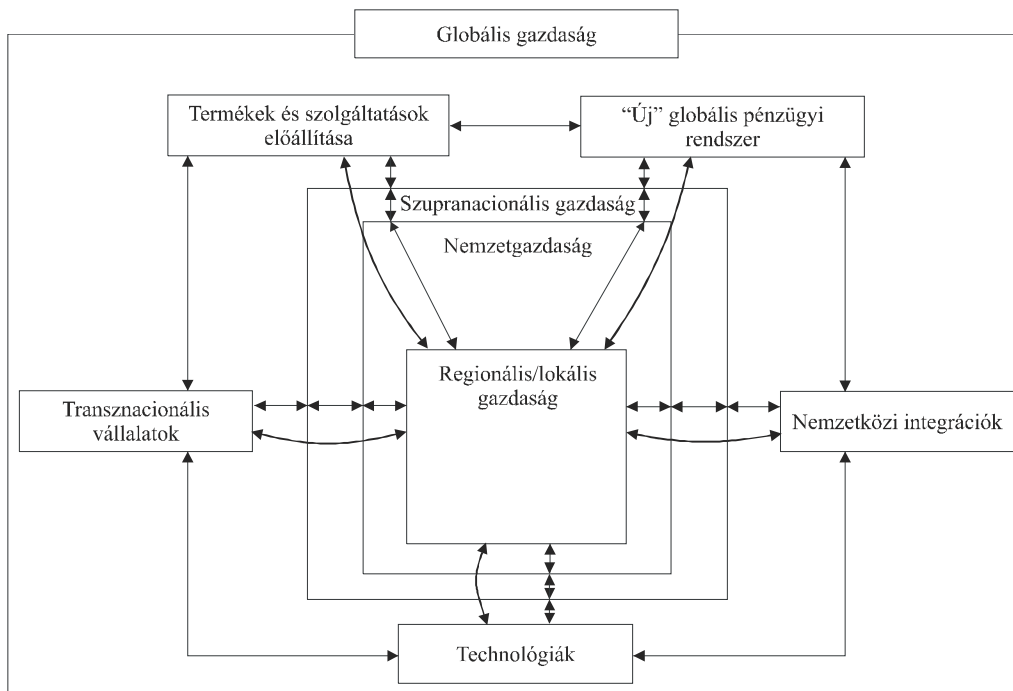 Globális gazdaság
Termékek és szolgáltatások
előállítása
“Új” globális pénzügyi
rendszer
Szupranacionális gazdaság
Nemzetgazdaság
Regionális/lokális
gazdaság
Transznacionális
vállalatok
Nemzetközi integrációk
Technológiák